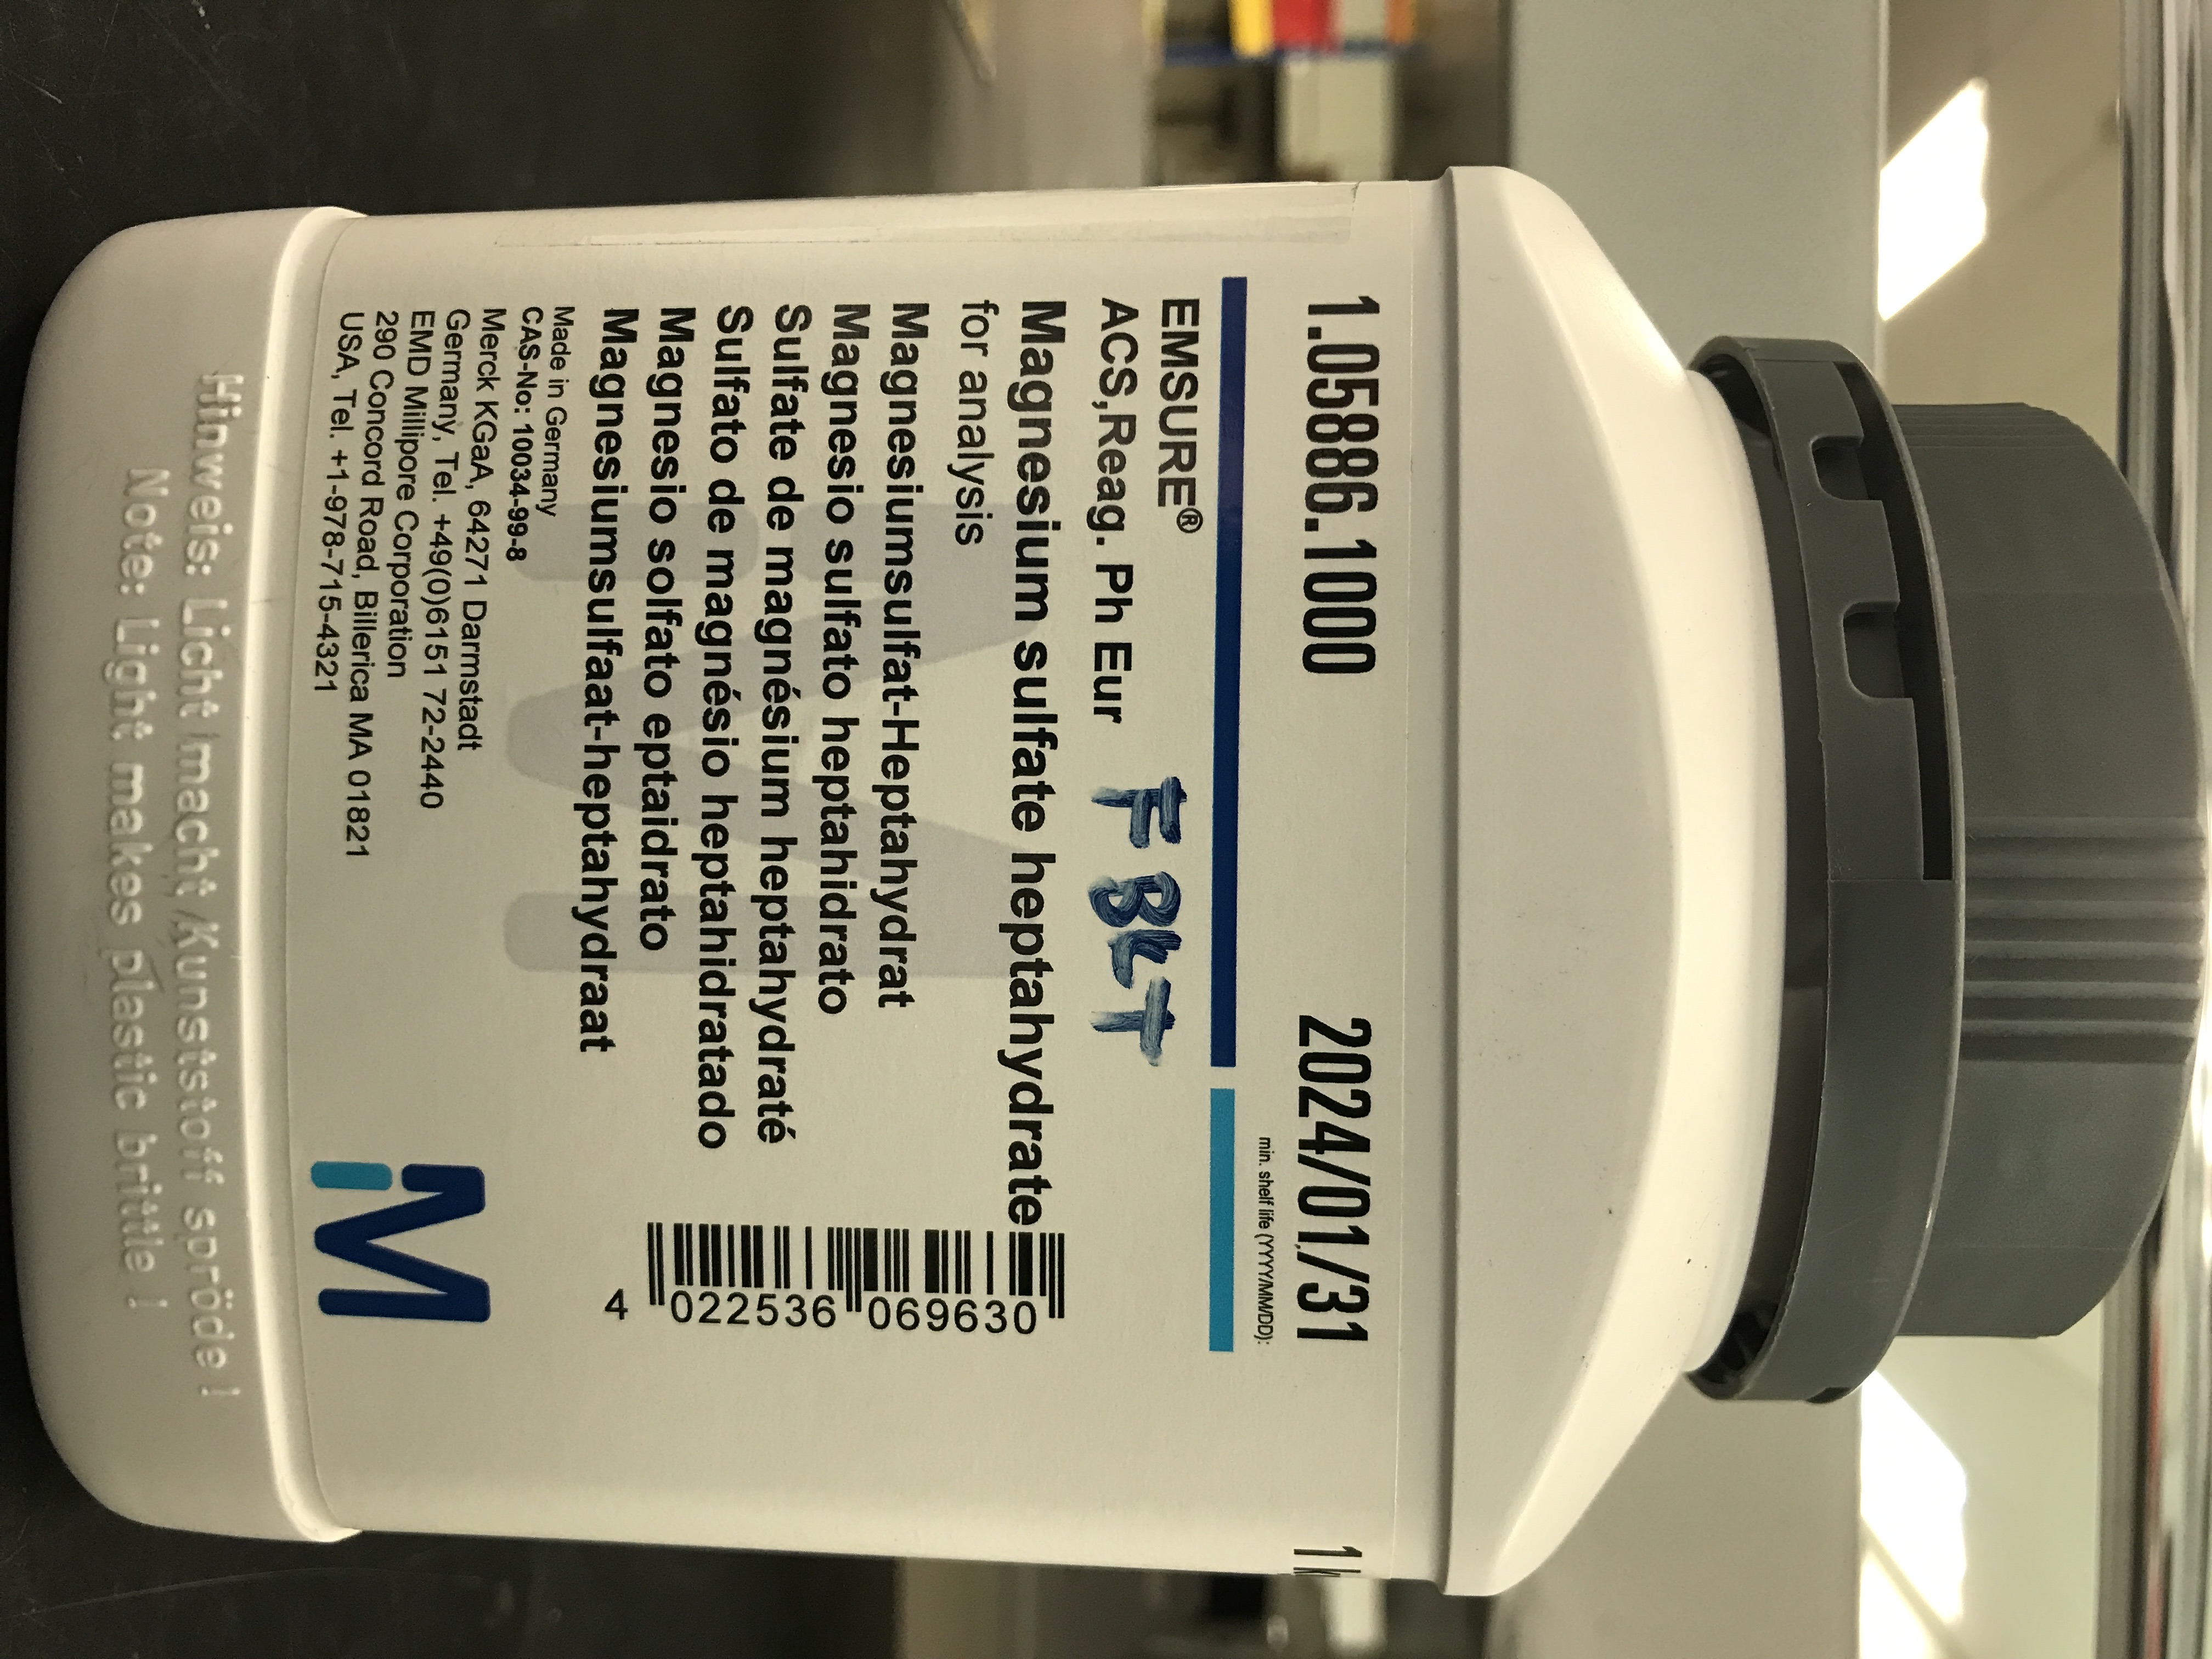 1.05886.1000 2024/01/31
min. shelf life (YYYY/MM/DD):
EMSURE®
ACS,Reag. Ph Eur F BLT
Magnesium sulfate heptahydrate
for analysis
Magnesiumsulfat-Heptahydrat
Magnesio sulfato heptahidrato
Sulfate de magnésium heptahydraté
Sulfato de magnésio heptahidratado
Magnesio solfato eptaidrato
Magnesiumsulfaat-heptahydraat
Made in Germany
CAS-No: 10034-99-8
Merck KGaA, 64271 Darmstadt
Germany, Tel. +49(0)6151 72-2440
EMD Millipore Corporation
290 Concord Road, Billerica MA 01821
USA, Tel. +1-978-715-4321
4 022536 069630
M
Hinweis: Licht macht Kunststoff spröde !
Note: Light makes plastic brittle !